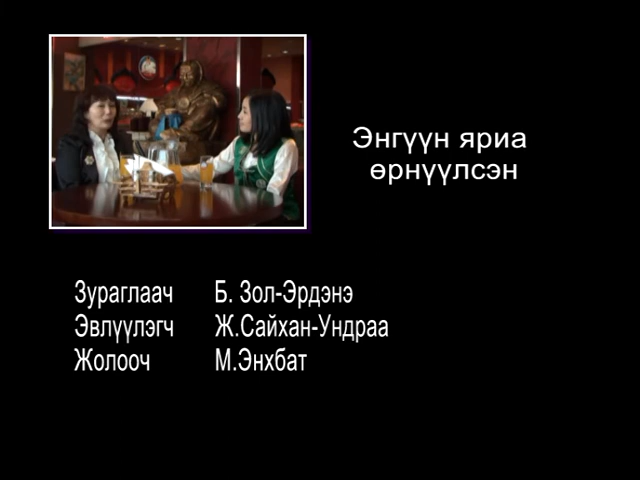 Энгүүн яриа
өрнүүлсэн
Зураглаач Б. Зол-Эрдэнэ
Эвлүүлэгч Ж.Сайхан-Ундраа
Жолооч М.Энхбат